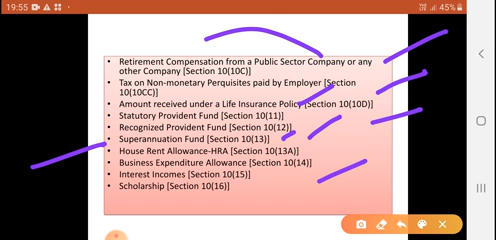 19:55
45%
Retirement Compensation from a Public Sector Company or any
other Company [Section 10(10C)]
Tax on Non-monetary Perquisites paid by Employer [Section
10(10CC)]
Amount received under a Life Insurance Policy [Section 10(10D)]
Statutory Provident Fund [Section 10(11)]
Recognized Provident Fund [Section 10(12)]
Superannuation Fund [Section 10(13)]
House Rent Allowance-HRA [Section 10(13A)]
Business Expenditure Allowance [Section 10(14)]
Interest Incomes [Section 10(15)]
Scholarship [Section 10(16)]